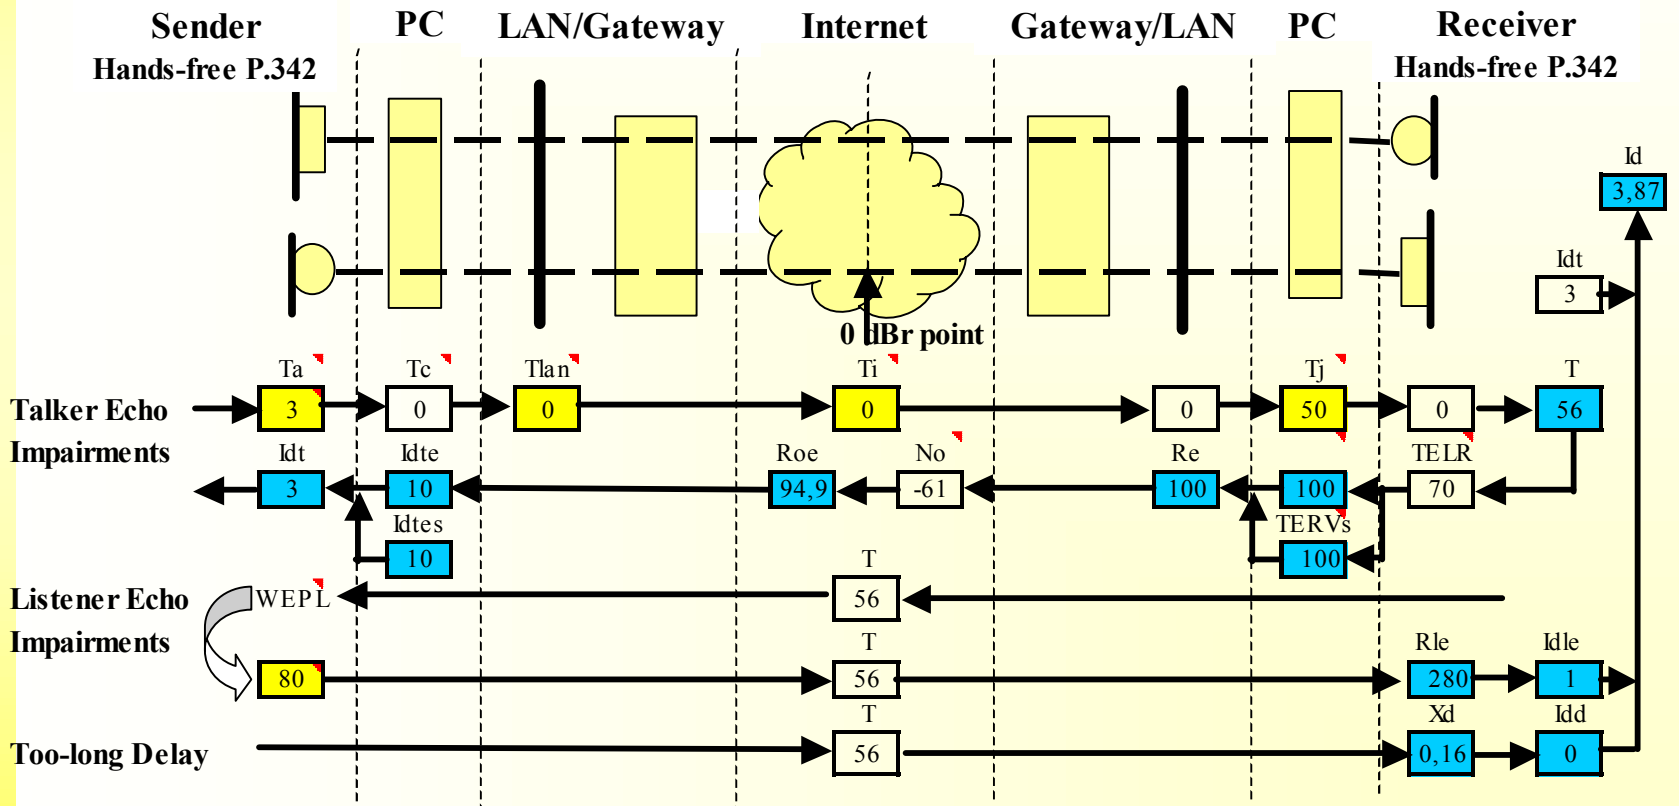 Sender PC LAN/Gateway Internet Gateway/LAN PC Receiver
Hands-free P.342 Hands-free P.342
Id
3,87
Idt
3
0 dBr point
Ta Tc Tlan Ti Tj T
Talker Echo 3 0 0 0 0 50 0 56
Impairments Idt Idte Roe No Re TELR
3 10 94,9 -61 100 100 70
Idtes TERVs
10 100
T
Listener Echo WEPL 56
Impairments T Rle Idle
80 56 280 1
T Xd Idd
Too-long Delay 56 0,16 0